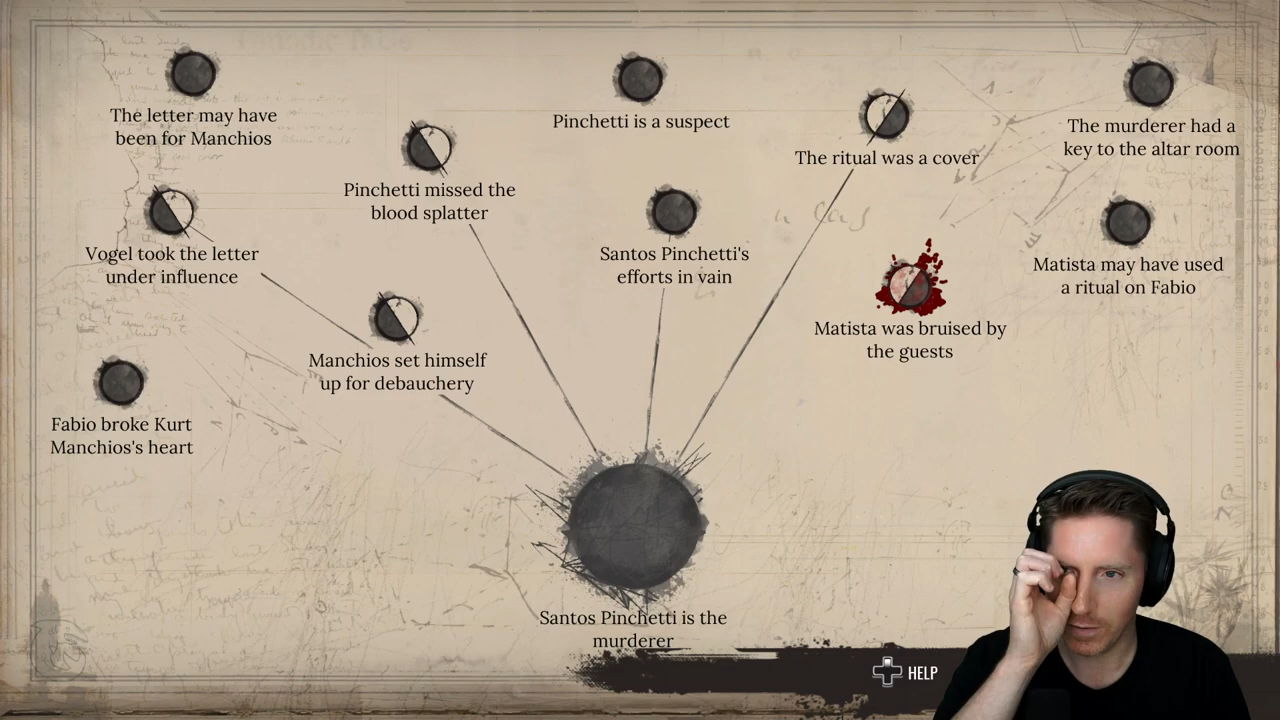 The letter may have
been for Manchios
Pinchetti is a suspect
The murderer had a
key to the altar room
Pinchetti missed the
blood splatter
The ritual was a cover
Vogel took the letter
under influence
Santos Pinchetti's
efforts in vain
Matista may have used
a ritual on Fabio
Manchios set himself
up for debauchery
Matista was bruised by
the guests
Fabio broke Kurt
Manchios's heart
Santos Pinchetti is the
murderer
HELP